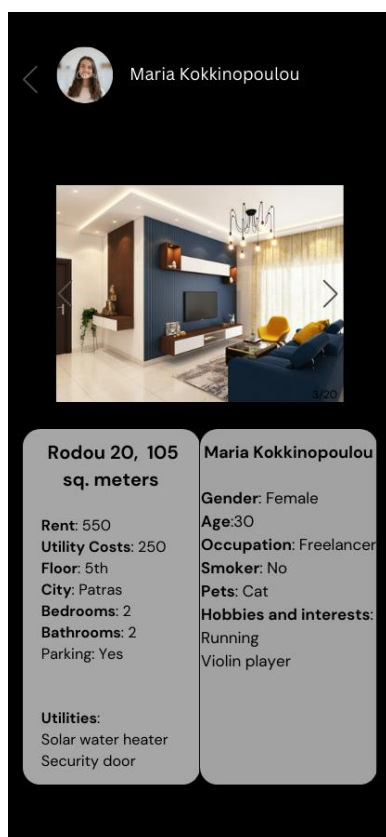 Maria Kokkinopoulou
3/20
Rodou 20, 105
sq. meters
Rent: 550
Utility Costs: 250
Floor: 5th
City: Patras
Bedrooms: 2
Bathrooms: 2
Parking: Yes
Utilities:
Solar water heater
Security door
Maria Kokkinopoulou
Gender: Female
Age:30
Occupation: Freelancer
Smoker: No
Pets: Cat
Hobbies and interests:
Running
Violin player